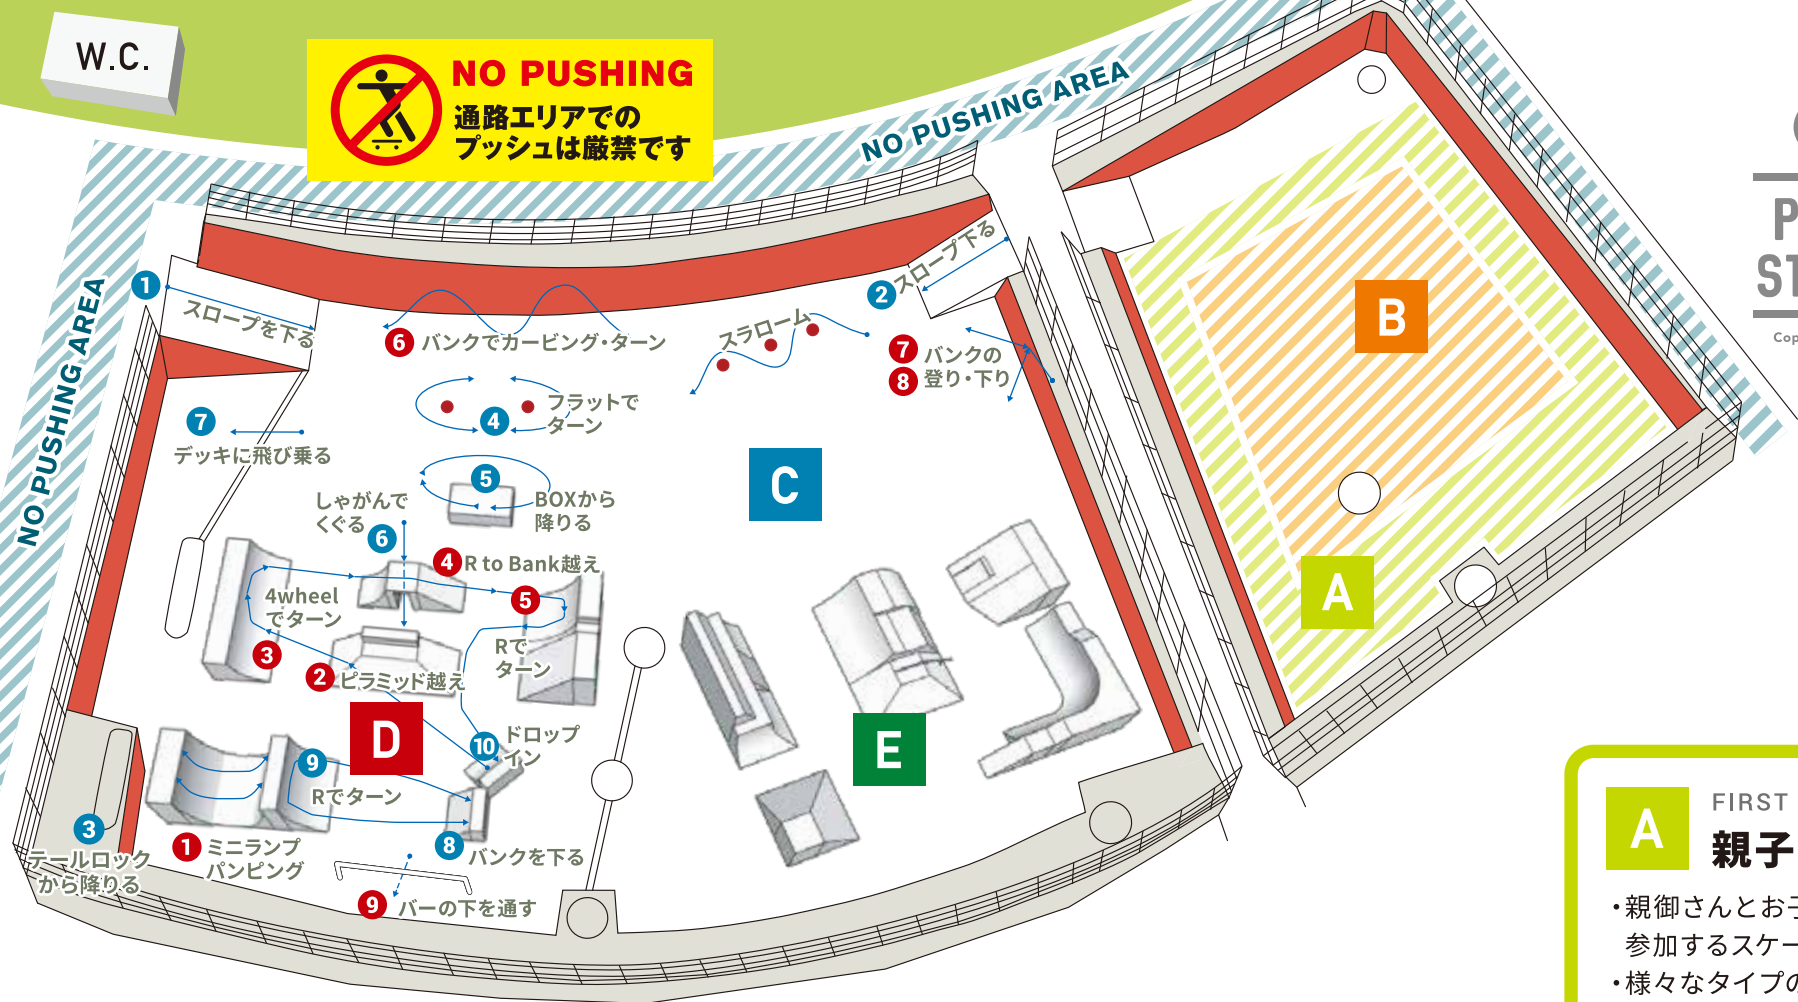 W.C.
NO PUSHING
通路エリアでの
プッシュは厳禁です
NO PUSHING AREA
NO PUSHING AREA
1
スロープを下る
2
スロープ下る
6 バンクでカービング・ターン
スラローム
7 バンクの
8 登り・下り
4 フラットで
ターン
7
デッキに飛び乗る
5
BOXから
降りる
しゃがんで
くぐる
6
4 R to Bank越え
5
Rで
ターン
4wheel
でターン
3
2 ピラミッド越え
C
B
A
D
E
10 ドロップ
イン
9
Rでターン
8 バンクを下る
1 ミニランプ
パンピング
3
テールロック
から降りる
9 バーの下を通す
P
ST
Cop
A
FIRST
親子
・親御さんとお子
参加するスケー
・様々なタイプの